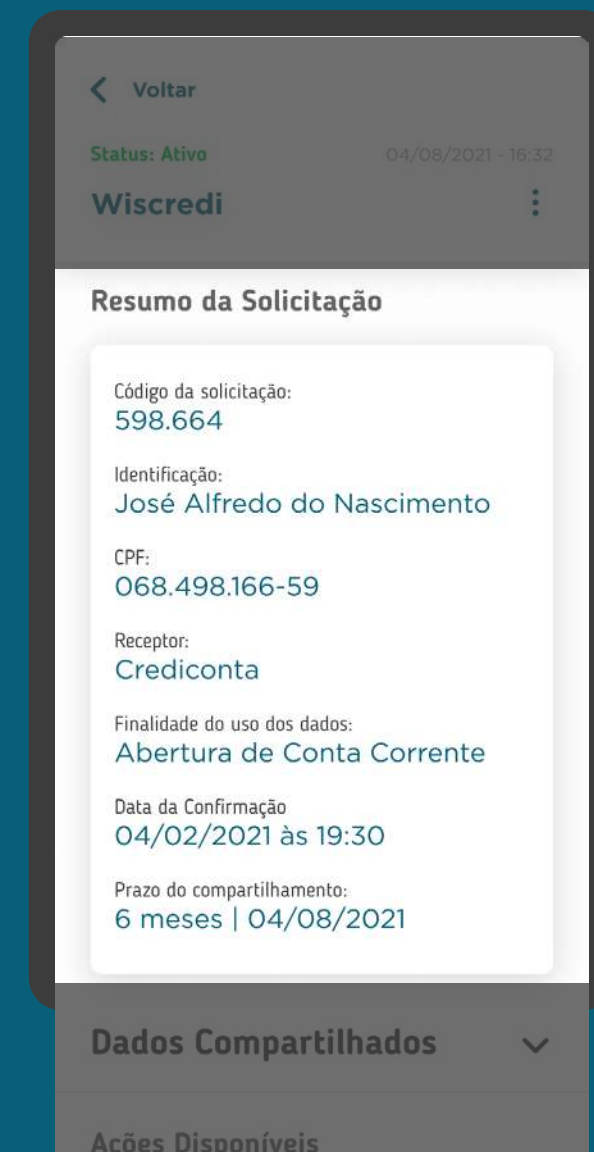 Voltar
Status: Ativo 04/08/2021 - 16:32
Wiscredi
Resumo da Solicitação
Código da solicitação:
598.664
Identificação:
José Alfredo do Nascimento
CPF:
068.498.166-59
Receptor:
Crediconta
Finalidade do uso dos dados:
Abertura de Conta Corrente
Data da Confirmação
04/02/2021 às 19:30
Prazo do compartilhamento:
6 meses | 04/08/2021
Dados Compartilhados
Ações Disponíveis